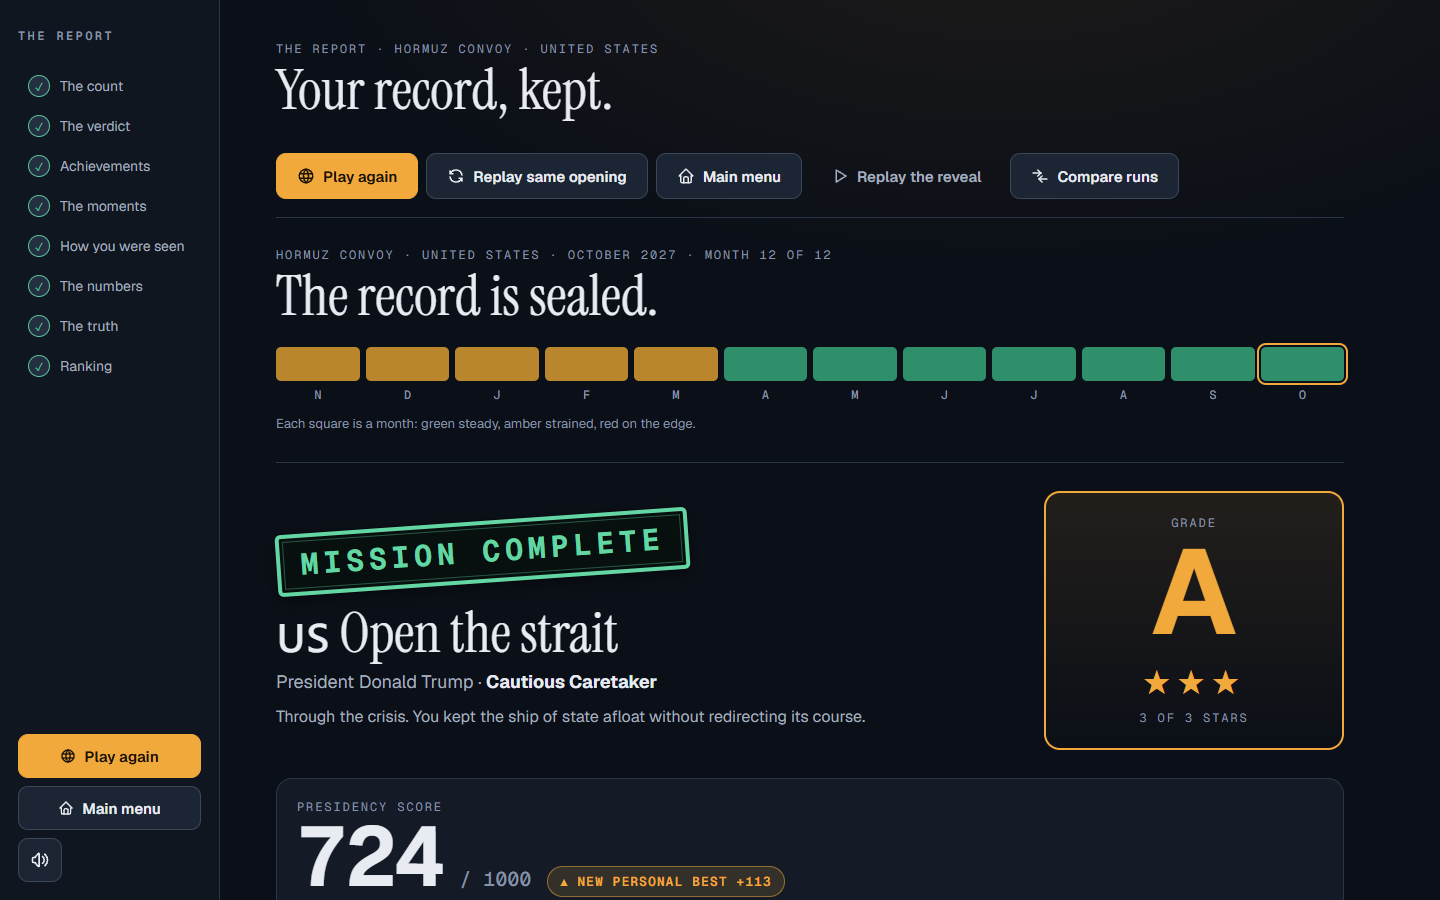 THE REPORT
The count
The verdict
Achievements
The moments
How you were seen
The numbers
The truth
Ranking
Play again
Main menu
THE REPORT · HORMUZ CONVOY · UNITED STATES
Your record, kept.
Play again
Replay same opening
Main menu
Replay the reveal
Compare runs
HORMUZ CONVOY · UNITED STATES · OCTOBER 2027 · MONTH 12 OF 12
The record is sealed.
N D J F M A M J J A S O
Each square is a month: green steady, amber strained, red on the edge.
MISSION COMPLETE
US Open the strait
President Donald Trump · Cautious Caretaker
Through the crisis. You kept the ship of state afloat without redirecting its course.
GRADE
A
3 OF 3 STARS
PRESIDENCY SCORE
724 / 1000 ▲ NEW PERSONAL BEST +113